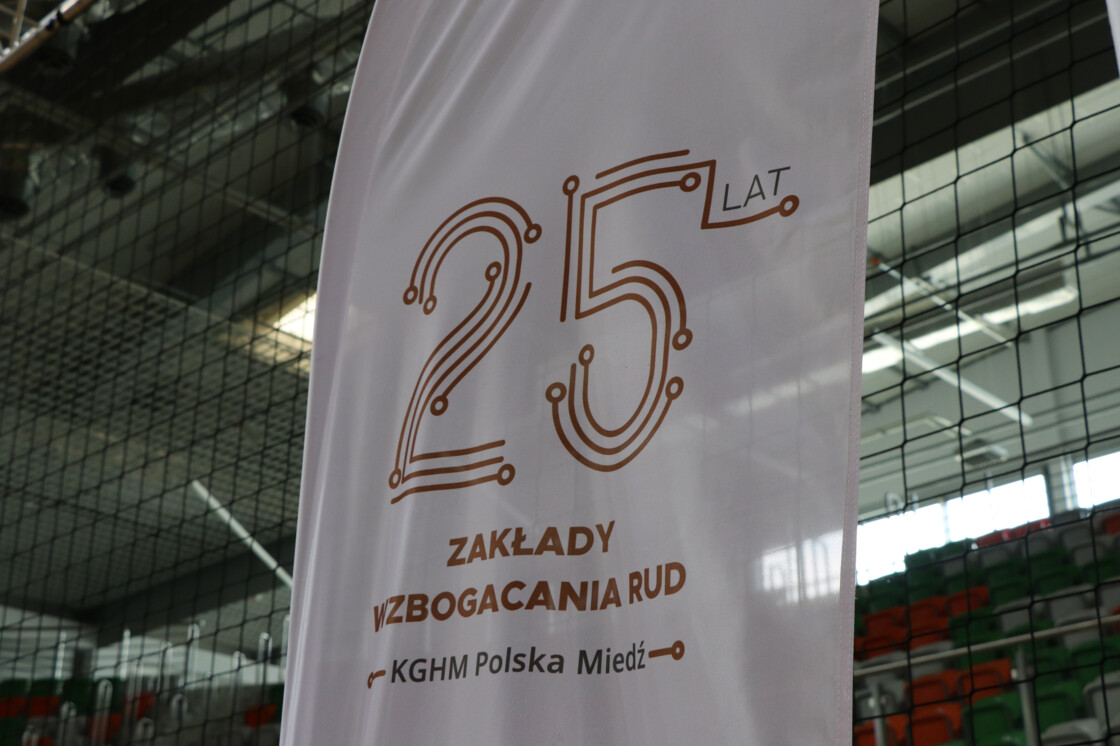 25 LAT
ZAKŁADY
WZBOGACANIA RUD
KGHM Polska Miedź